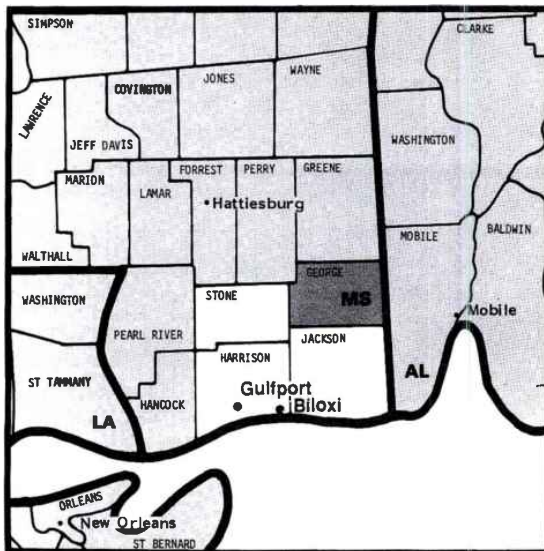 SIMPSON
CLARKE
JONES
WAYNE
COVINGTON
LAWRENCE
WASHINGTON
JEFF DAVIS
FORREST
PERRY
GREENE
MARION
LAMAR
Hattiesburg
MOBILE
BALDWIN
WALTHALL
GEORGE
WASHINGTON
STONE
MS
Mobile
PEARL RIVER
JACKSON
HARRISON
ST TAMMANY
AL
HANCOCK
Gulfport
LA
Biloxi
ORLEANS
New Orleans
ST BERNARD